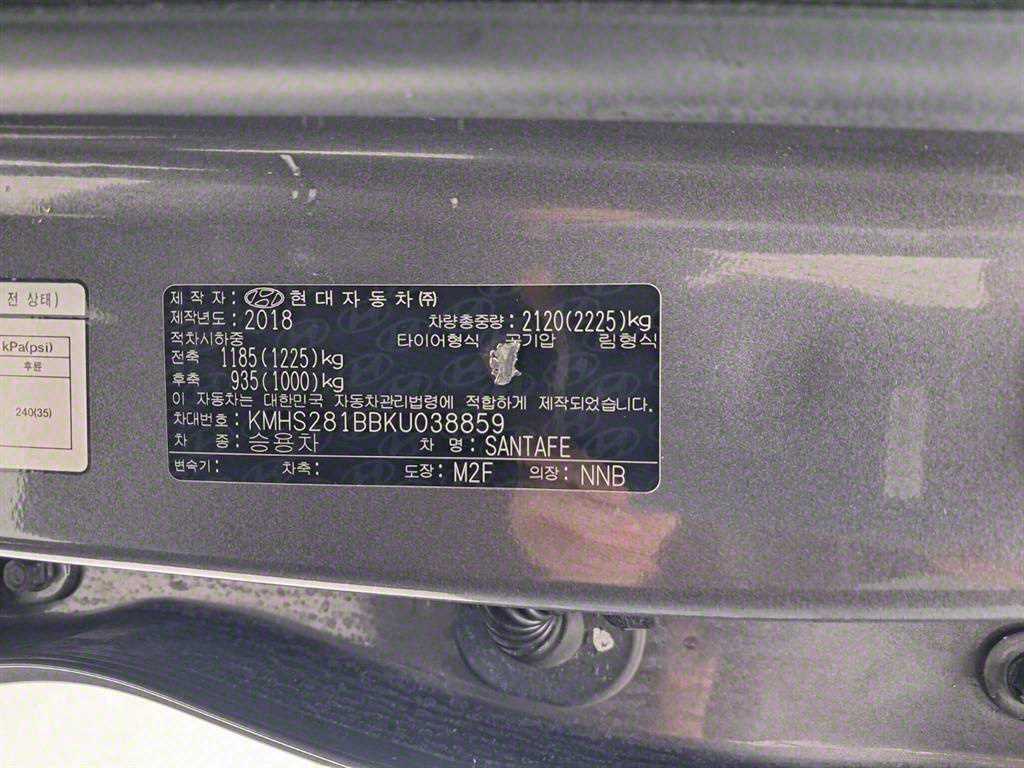 전 상태)
kPa(psi)
후륜
240(35)
제 작 자: 현대자동차(주)
제작년도: 2018 차량총중량: 2120(2225)kg
적차시하중 타이어형식 공기압 림형식
전축 1185(1225)kg
후축 935(1000)kg
이 자동차는 대한민국 자동차관리법령에 적합하게 제작되었습니다.
차대번호: KMHS281BBKU038859
차 종: 승용차 차 명: SANTAFE
변속기: 차축: 도장: M2F 의장: NNB